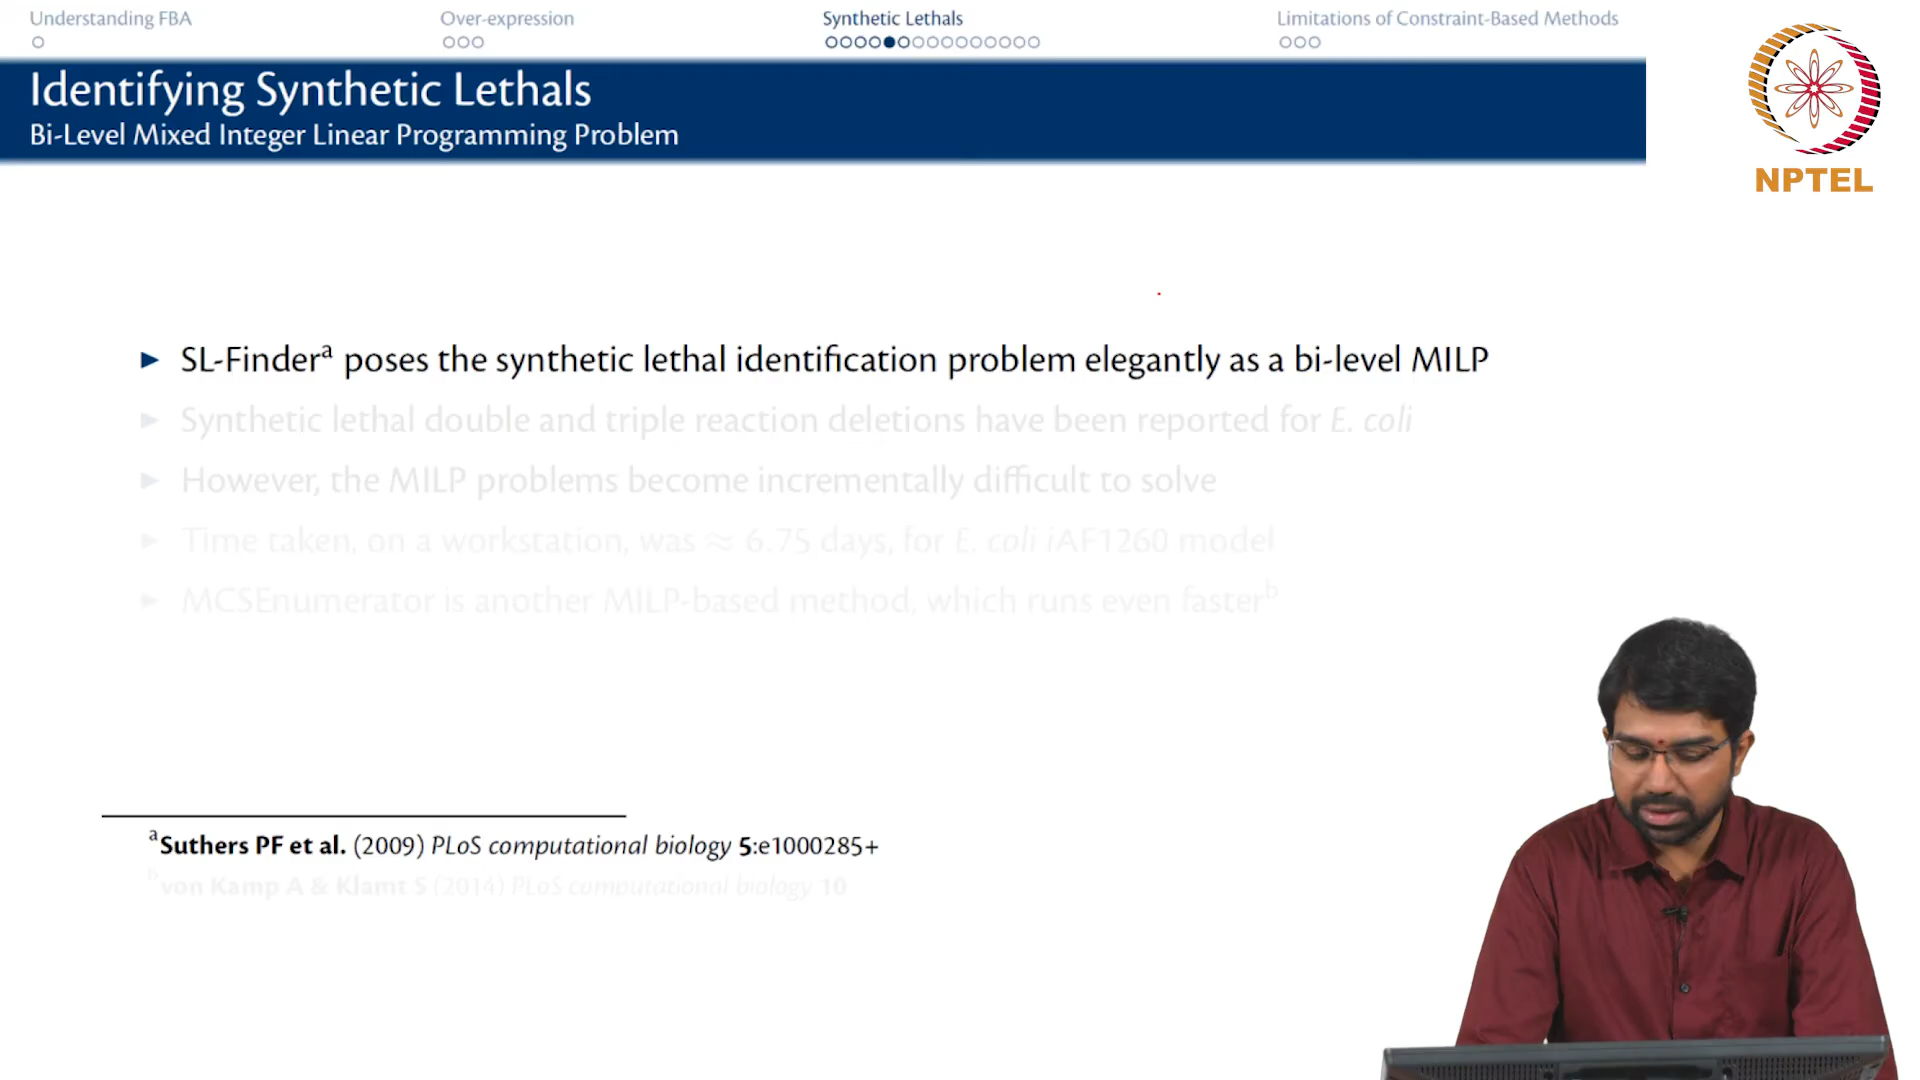 Understanding FBA
Over-expression
Synthetic Lethals
Limitations of Constraint-Based Methods
Identifying Synthetic Lethals
Bi-Level Mixed Integer Linear Programming Problem
NPTEL
► SL-Finderᵃ poses the synthetic lethal identification problem elegantly as a bi-level MILP
► Synthetic lethal double and triple reaction deletions have been reported for E. coli
► However, the MILP problems become incrementally difficult to solve
► Time taken, on a workstation, was ≈ 6.75 days, for E. coli iAF1260 model
► MCSEnumerator is another MILP-based method, which runs even fasterᵇ
ᵃSuthers PF et al. (2009) PLoS computational biology 5:e1000285+
ᵇvon Kamp A & Klamt S (2014) PLoS computational biology 10